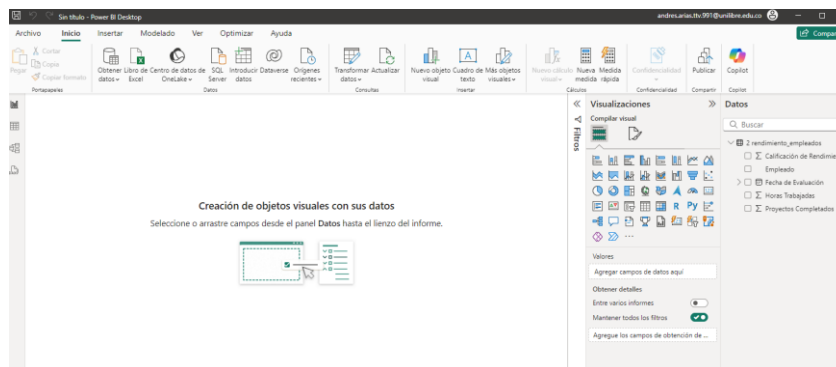 Sin título - Power BI Desktop
andres.arias.ttv.991@unilibre.edu.co
Archivo Inicio Insertar Modelado Ver Optimizar Ayuda
Compar
Pegar
Cortar
Copia
Copiar formato
Obtener datos
Libro de Excel
Centro de datos de OneLake
SQL Server
Introducir datos
Dataverse
Orígenes recientes
Transformar datos
Actualizar
Nuevo objeto visual
Cuadro de texto
Más objetos visuales
Nuevo cálculo visual
Nueva medida
Medida rápida
Confidencialidad
Publicar
Copilot
Portapapeles
Datos
Consultas
Insertar
Cálculos
Confidencialidad
Compartir
Copilot
Creación de objetos visuales con sus datos
Seleccione o arrastre campos desde el panel Datos hasta el lienzo del informe.
Filtros
Visualizaciones
Compilar visual
R Py
Valores
Agregar campos de datos aquí
Obtener detalles
Entre varios informes
Mantener todos los filtros
Agregue los campos de obtención de ...
Datos
Buscar
2 rendimiento_empleados
Calificación de Rendimie
Empleado
Fecha de Evaluación
Horas Trabajadas
Proyectos Completados